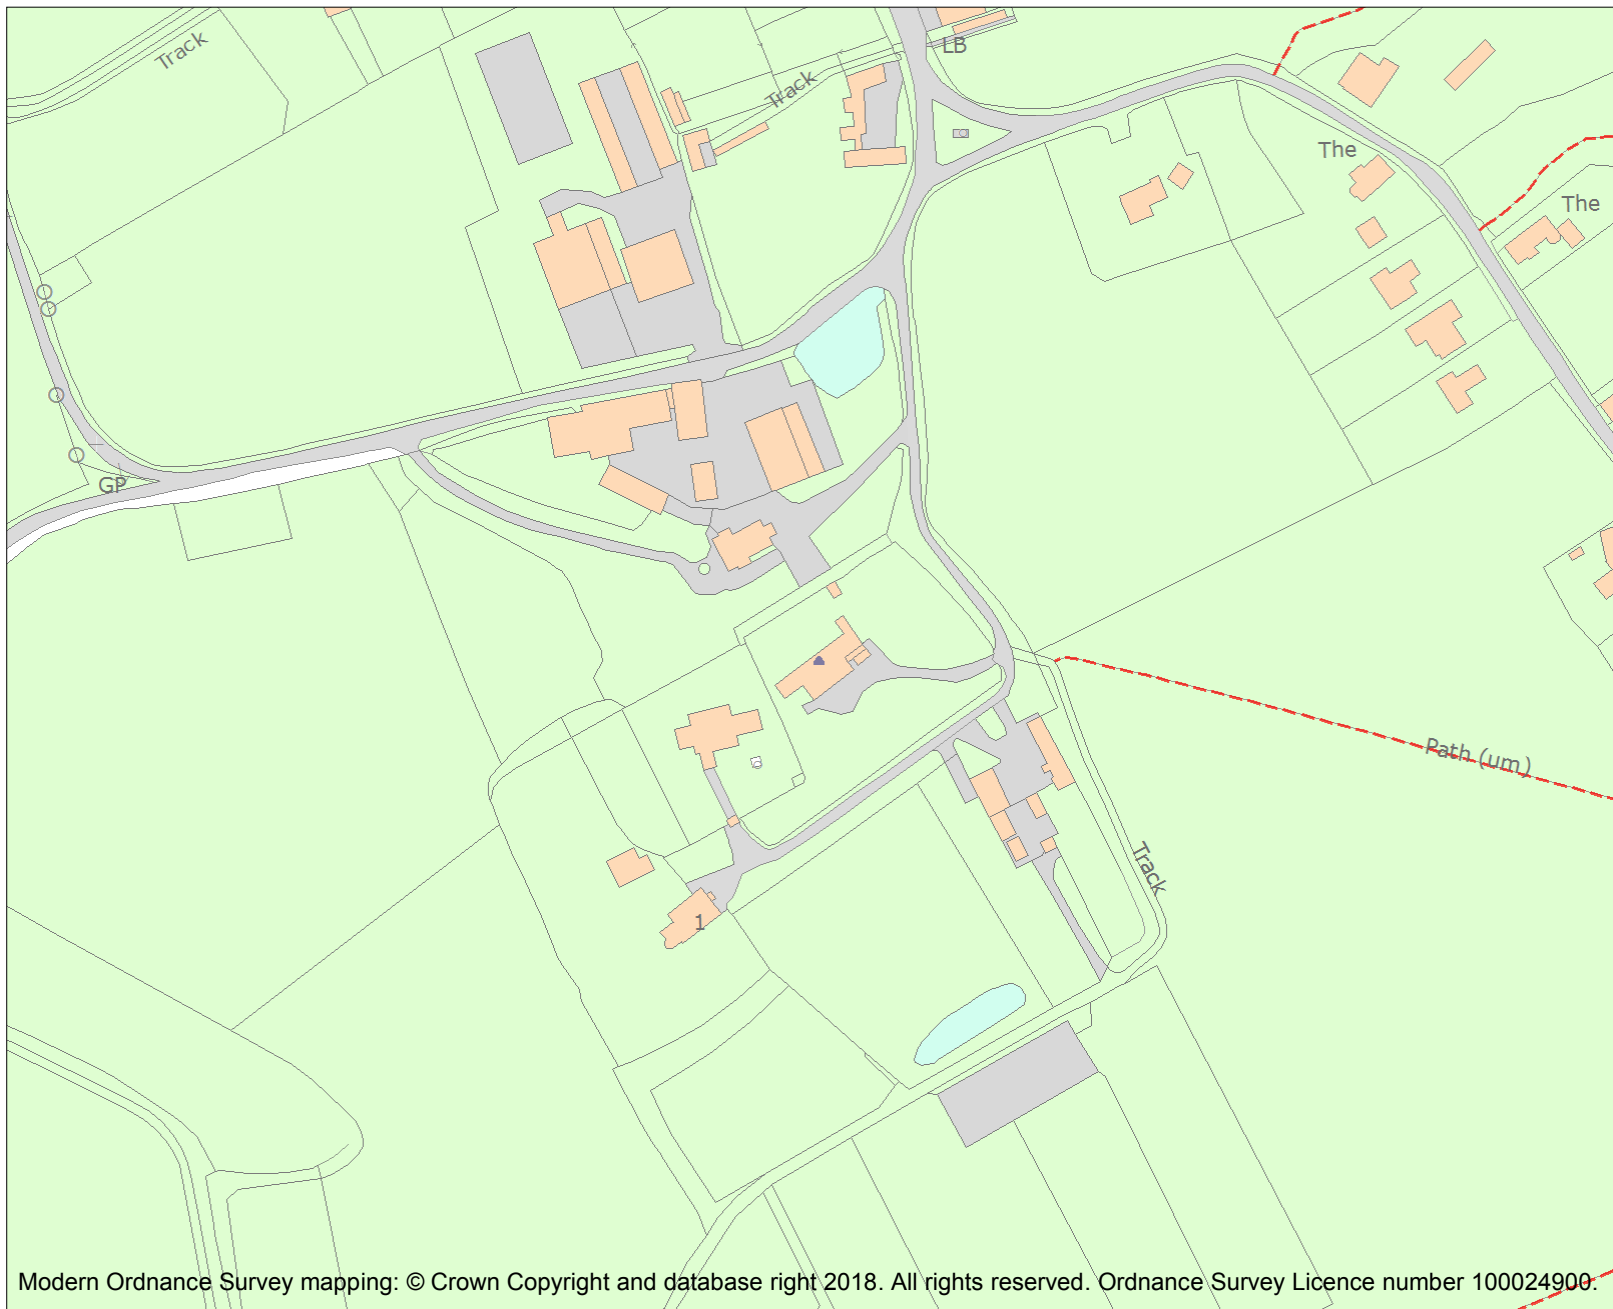 Track
LB
Track
The
The
GP
Path (um)
Track
1
Modern Ordnance Survey mapping: © Crown Copyright and database right 2018. All rights reserved. Ordnance Survey Licence number 100024900.